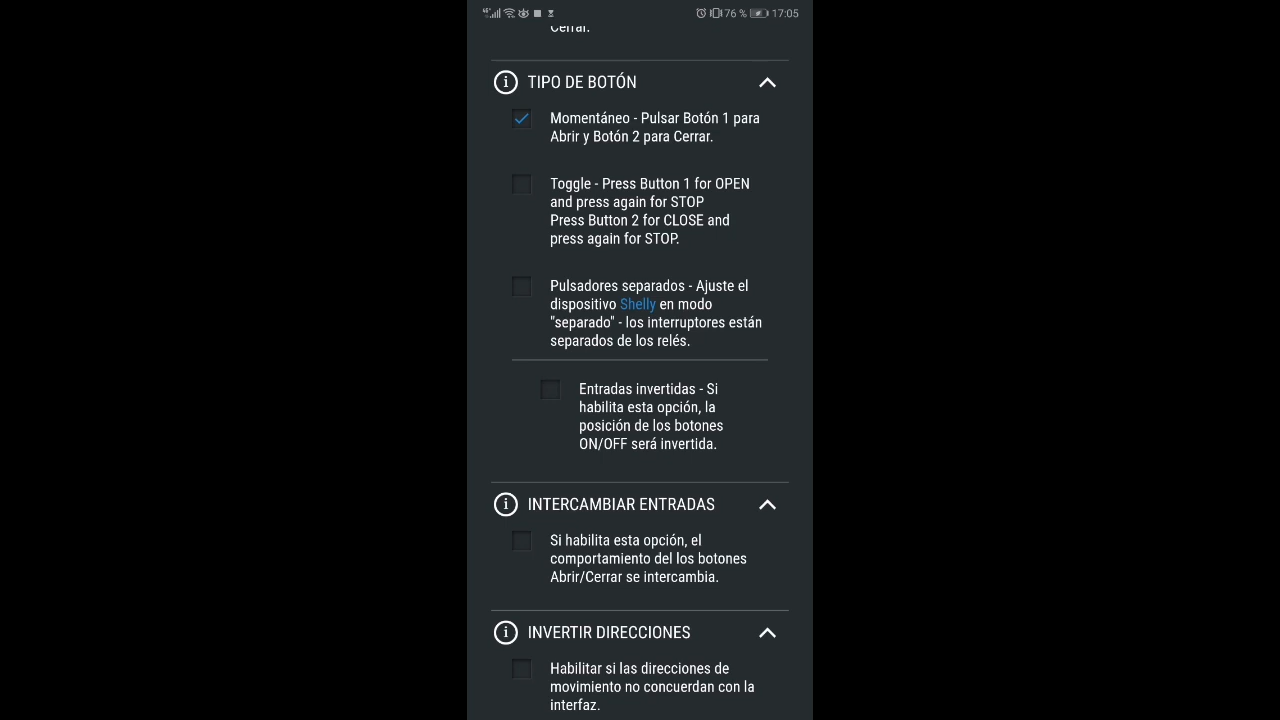 76 % 17:05
Cerrar.
TIPO DE BOTÓN
Momentáneo - Pulsar Botón 1 para
Abrir y Botón 2 para Cerrar.
Toggle - Press Button 1 for OPEN
and press again for STOP
Press Button 2 for CLOSE and
press again for STOP.
Pulsadores separados - Ajuste el
dispositivo Shelly en modo
"separado" - los interruptores están
separados de los relés.
Entradas invertidas - Si
habilita esta opción, la
posición de los botones
ON/OFF será invertida.
INTERCAMBIAR ENTRADAS
Si habilita esta opción, el
comportamiento del los botones
Abrir/Cerrar se intercambia.
INVERTIR DIRECCIONES
Habilitar si las direcciones de
movimiento no concuerdan con la
interfaz.